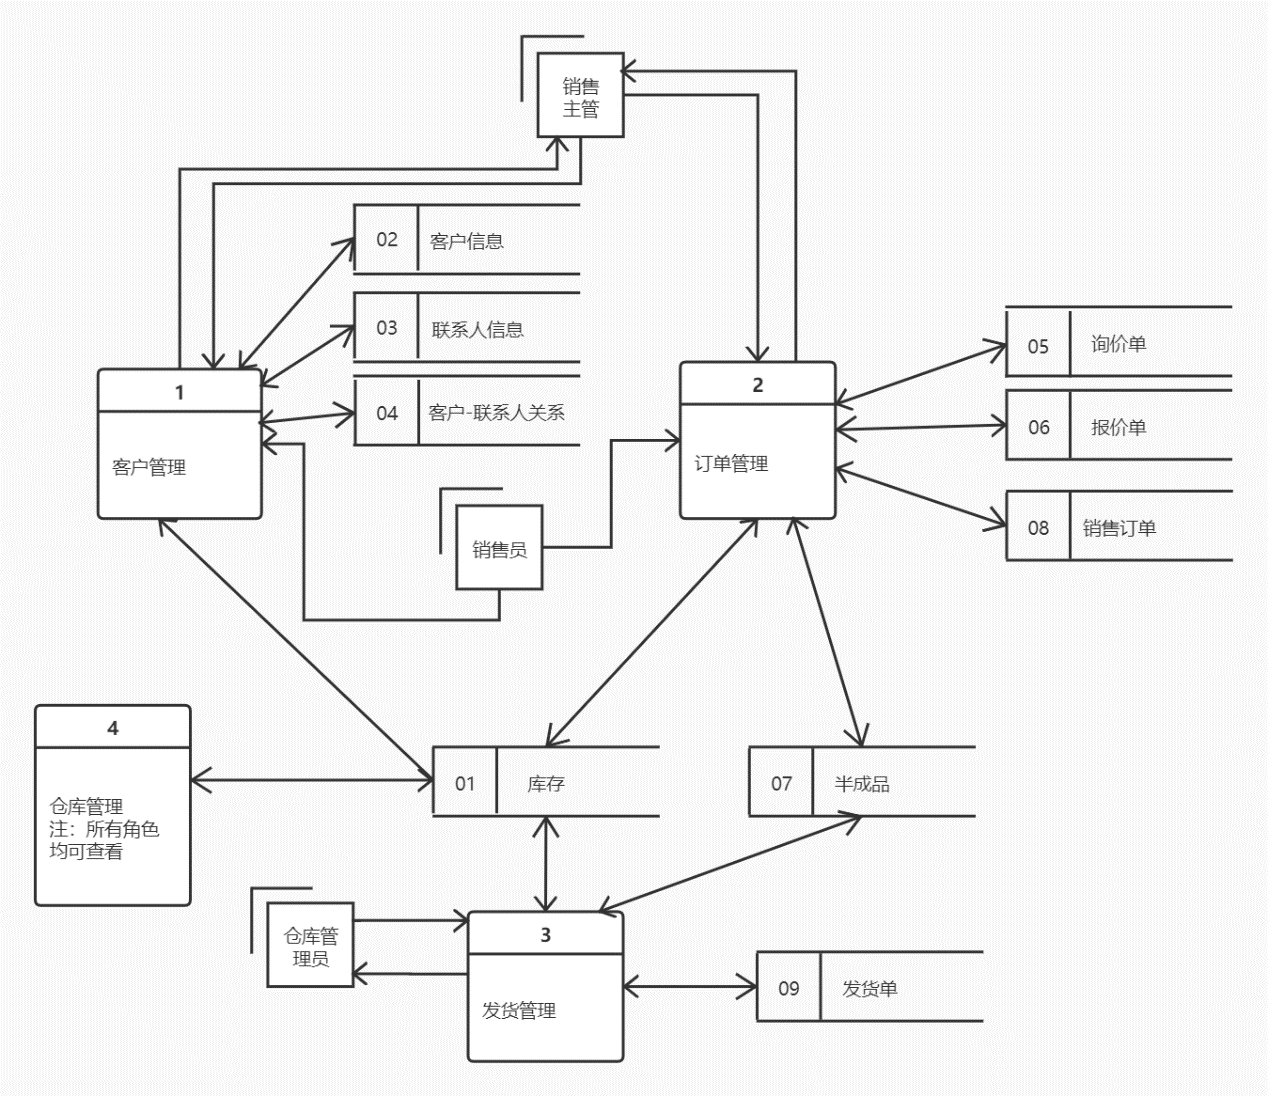 销售
主管
02
客户信息
03
联系人信息
04
客户-联系人关系
1
客户管理
2
订单管理
05
询价单
06
报价单
08
销售订单
销售员
4
仓库管理
注：所有角色
均可查看
01
库存
07
半成品
仓库管
理员
3
发货管理
09
发货单